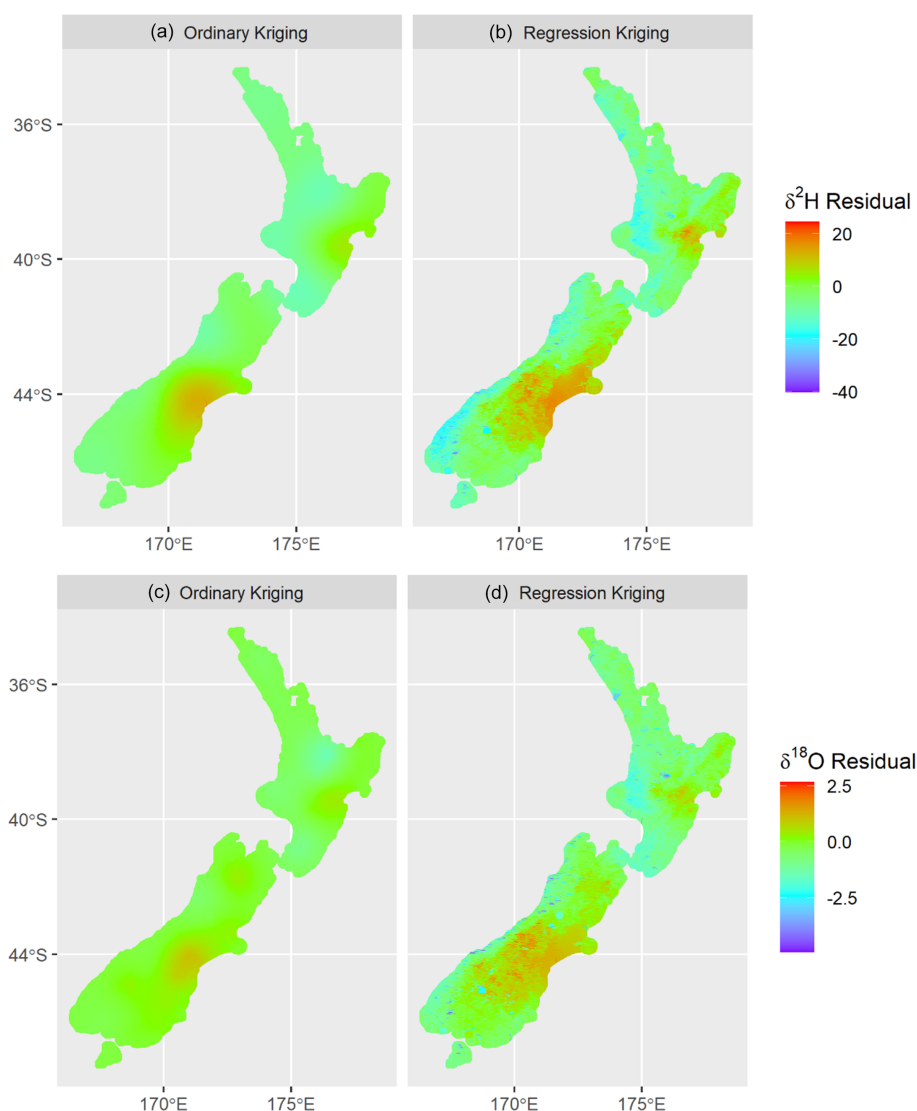 (a) Ordinary Kriging
(b) Regression Kriging
36°S
40°S
44°S
170°E 175°E 170°E 175°E
δ²H Residual
20
0
-20
-40
(c) Ordinary Kriging
(d) Regression Kriging
36°S
40°S
44°S
170°E 175°E 170°E 175°E
δ¹⁸O Residual
2.5
0.0
-2.5